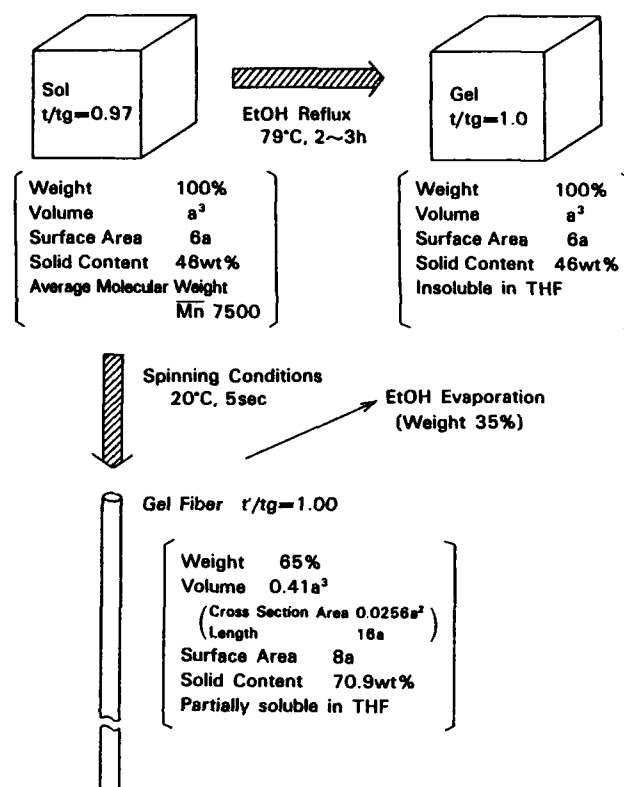 Sol
t/tg=0.97
EtOH Reflux
79°C, 2~3h
Gel
t/tg=1.0
Weight 100%
Volume a³
Surface Area 6a
Solid Content 46wt%
Average Molecular Weight
M̅n̅ 7500
Weight 100%
Volume a³
Surface Area 6a
Solid Content 46wt%
Insoluble in THF
Spinning Conditions
20°C, 5sec
EtOH Evaporation
(Weight 35%)
Gel Fiber t'/tg=1.00
Weight 65%
Volume 0.41a³
(Cross Section Area 0.0256a²
Length 16a)
Surface Area 8a
Solid Content 70.9wt%
Partially soluble in THF